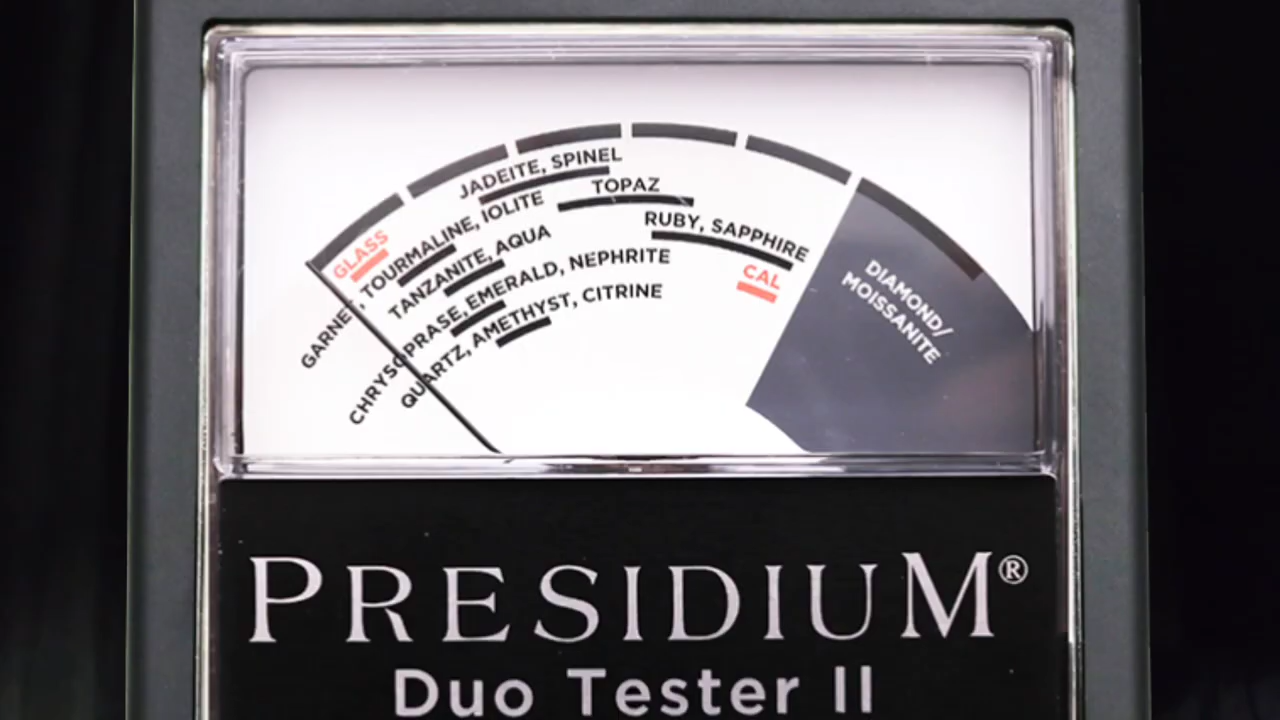 JADEITE, SPINEL
TOPAZ
GARNET, TOURMALINE, IOLITE
RUBY, SAPPHIRE
GLASS
TANZANITE, AQUA
CHRYSOPRASE, EMERALD, NEPHRITE
CAL
QUARTZ, AMETHYST, CITRINE
DIAMOND/
MOISSANITE
PRESIDIUM®
Duo Tester II